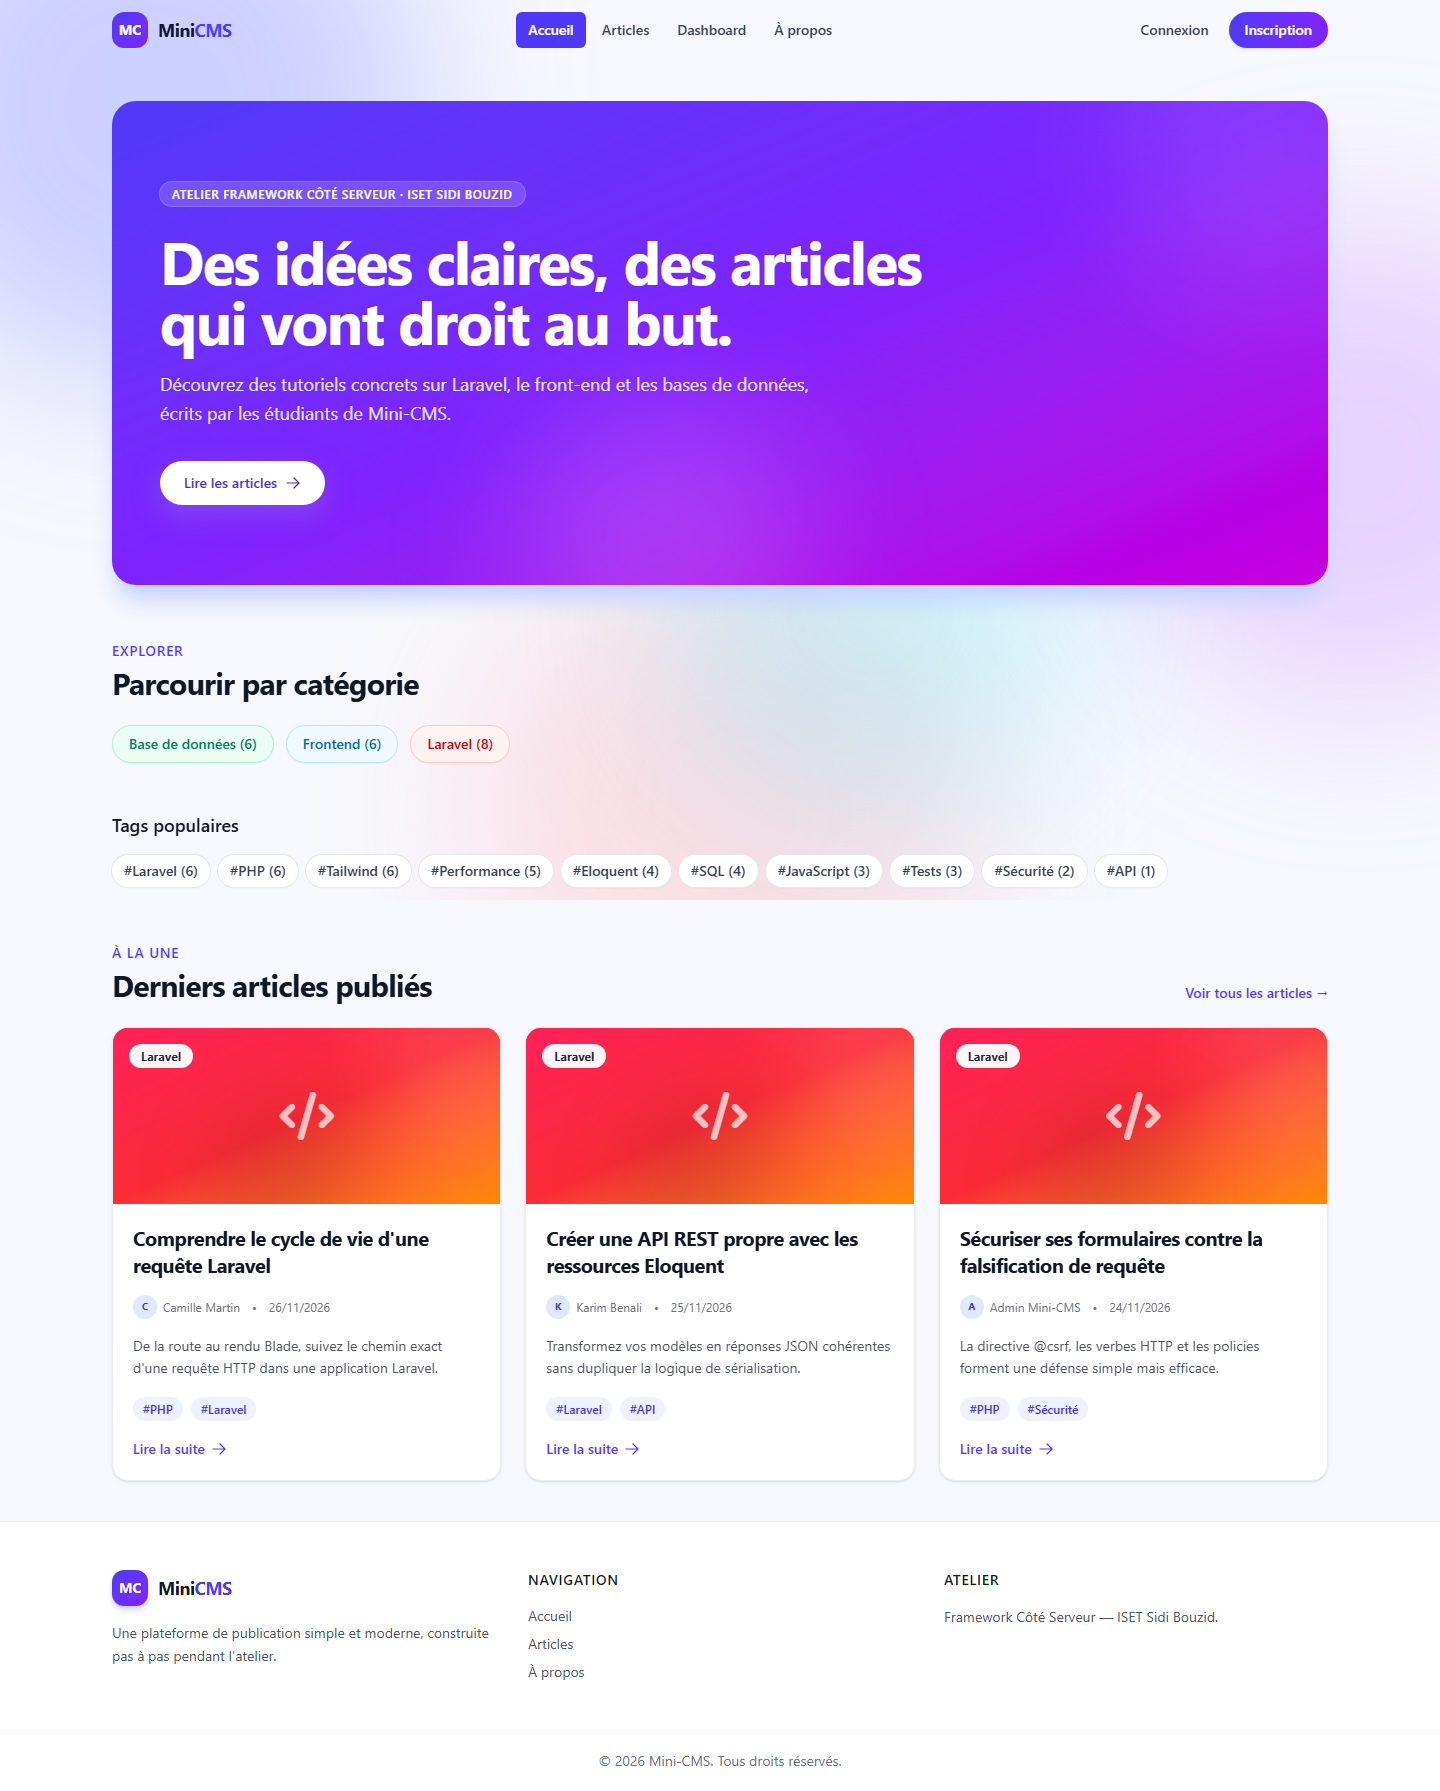 MC MiniCMS
Accueil Articles Dashboard À propos
Connexion Inscription
ATELIER FRAMEWORK CÔTÉ SERVEUR · ISET SIDI BOUZID
Des idées claires, des articles
qui vont droit au but.
Découvrez des tutoriels concrets sur Laravel, le front-end et les bases de données,
écrits par les étudiants de Mini-CMS.
Lire les articles →
EXPLORER
Parcourir par catégorie
Base de données (6) Frontend (6) Laravel (8)
Tags populaires
#Laravel (6) #PHP (6) #Tailwind (6) #Performance (5) #Eloquent (4) #SQL (4) #JavaScript (3) #Tests (3) #Sécurité (2) #API (1)
À LA UNE
Derniers articles publiés
Voir tous les articles →
Laravel
Comprendre le cycle de vie d'une
requête Laravel
C Camille Martin • 26/11/2026
De la route au rendu Blade, suivez le chemin exact
d'une requête HTTP dans une application Laravel.
#PHP #Laravel
Lire la suite →
Laravel
Créer une API REST propre avec les
ressources Eloquent
K Karim Benali • 25/11/2026
Transformez vos modèles en réponses JSON cohérentes
sans dupliquer la logique de sérialisation.
#Laravel #API
Lire la suite →
Laravel
Sécuriser ses formulaires contre la
falsification de requête
A Admin Mini-CMS • 24/11/2026
La directive @csrf, les verbes HTTP et les policies
forment une défense simple mais efficace.
#PHP #Sécurité
Lire la suite →
MC MiniCMS
Une plateforme de publication simple et moderne, construite
pas à pas pendant l'atelier.
NAVIGATION
Accueil
Articles
À propos
ATELIER
Framework Côté Serveur — ISET Sidi Bouzid.
© 2026 Mini-CMS. Tous droits réservés.